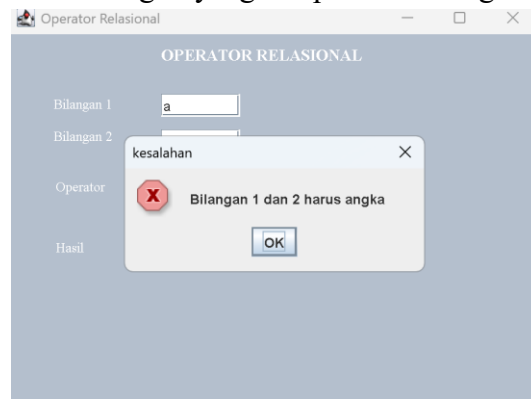 Operator Relasional
OPERATOR RELASIONAL
Bilangan 1
a
Bilangan 2
kesalahan
Bilangan 1 dan 2 harus angka
Operator
OK
Hasil